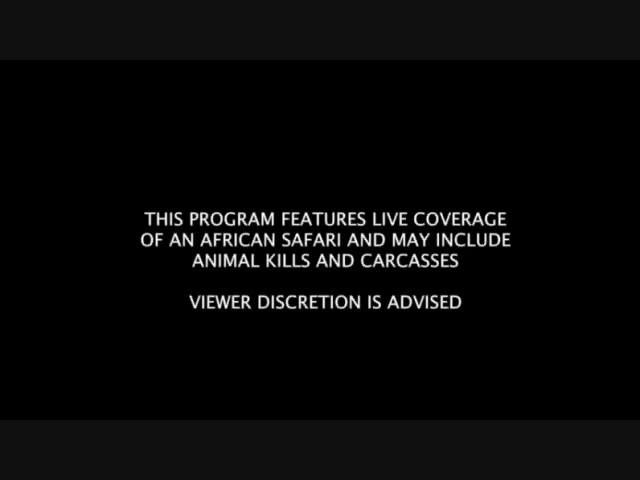 THIS PROGRAM FEATURES LIVE COVERAGE
OF AN AFRICAN SAFARI AND MAY INCLUDE
ANIMAL KILLS AND CARCASSES
VIEWER DISCRETION IS ADVISED